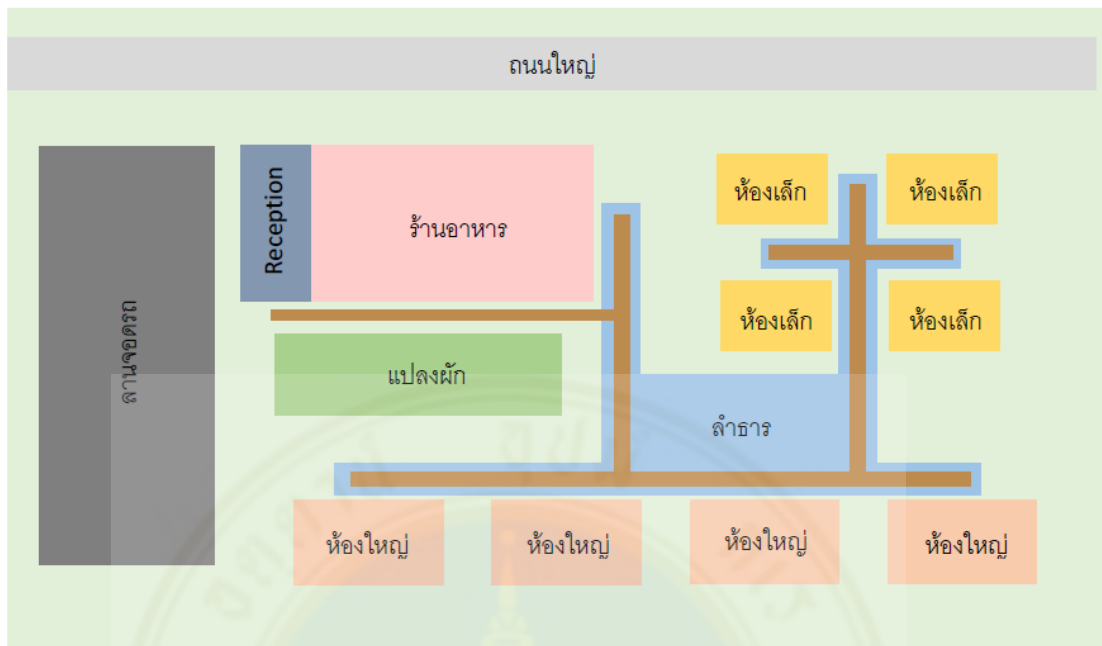 ถนนใหญ่
Reception
ร้านอาหาร
ห้องเล็ก
ห้องเล็ก
ห้องเล็ก
ห้องเล็ก
ลานจอดรถ
แปลงผัก
ลำธาร
ห้องใหญ่
ห้องใหญ่
ห้องใหญ่
ห้องใหญ่